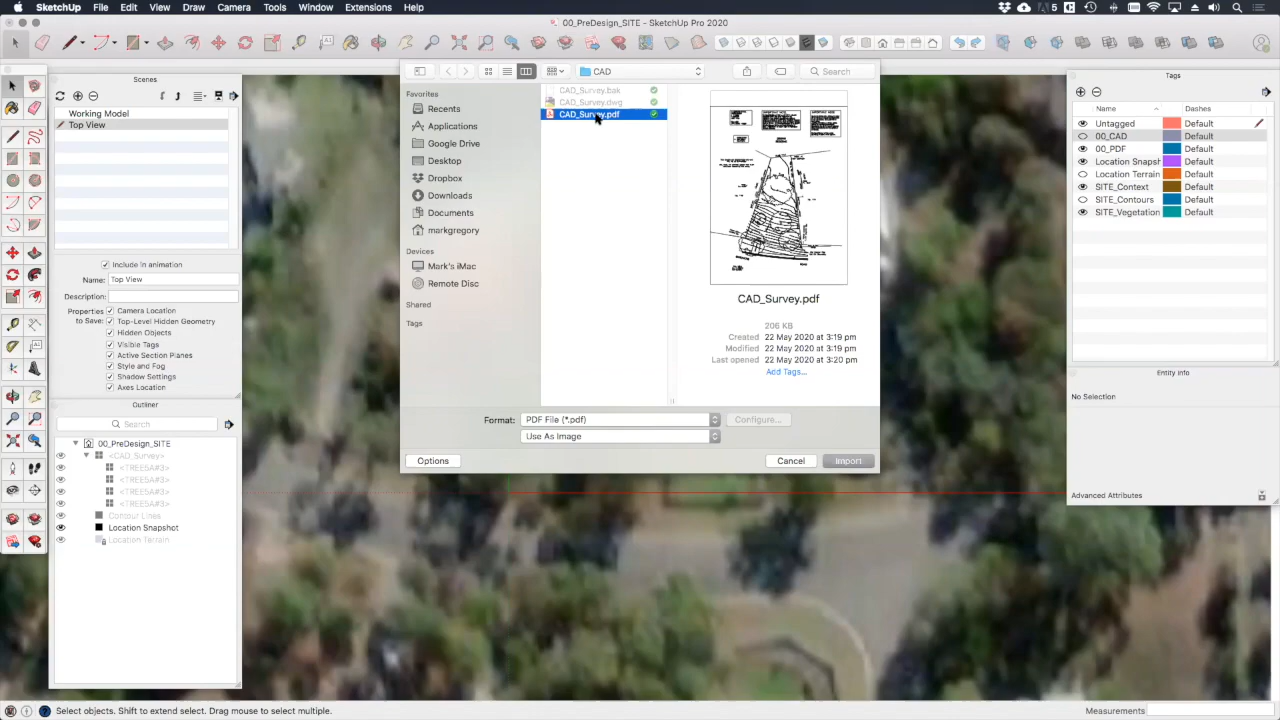 SketchUp File Edit View Draw Camera Tools Window Extensions Help
5
00_PreDesign_SITE - SketchUp Pro 2020
Scenes
Working Model
Top View
Include in animation
Name: Top View
Description:
Properties to Save:
Camera Location
Top-Level Hidden Geometry
Hidden Objects
Visible Tags
Active Section Planes
Style and Fog
Shadow Settings
Axes Location
Outliner
Search
00_PreDesign_SITE
<CAD_Survey>
<TREE5A#3>
<TREE5A#3>
<TREE5A#3>
<TREE5A#3>
Contour Lines
Location Snapshot
Location Terrain
CAD
Search
Favorites
Recents
Applications
Google Drive
Desktop
Dropbox
Downloads
Documents
markgregory
Devices
Mark's iMac
Remote Disc
Shared
Tags
CAD_Survey.bak
CAD_Survey.dwg
CAD_Survey.pdf
CAD_Survey.pdf
206 KB
Created 22 May 2020 at 3:19 pm
Modified 22 May 2020 at 3:19 pm
Last opened 22 May 2020 at 3:20 pm
Add Tags...
Format: PDF File (*.pdf)
Configure...
Use As Image
Options
Cancel
Import
Tags
Name Dashes
Untagged Default
00_CAD Default
00_PDF Default
Location Snapsh Default
Location Terrain Default
SITE_Context Default
SITE_Contours Default
SITE_Vegetation Default
Entity Info
No Selection
Advanced Attributes
Select objects. Shift to extend select. Drag mouse to select multiple.
Measurements